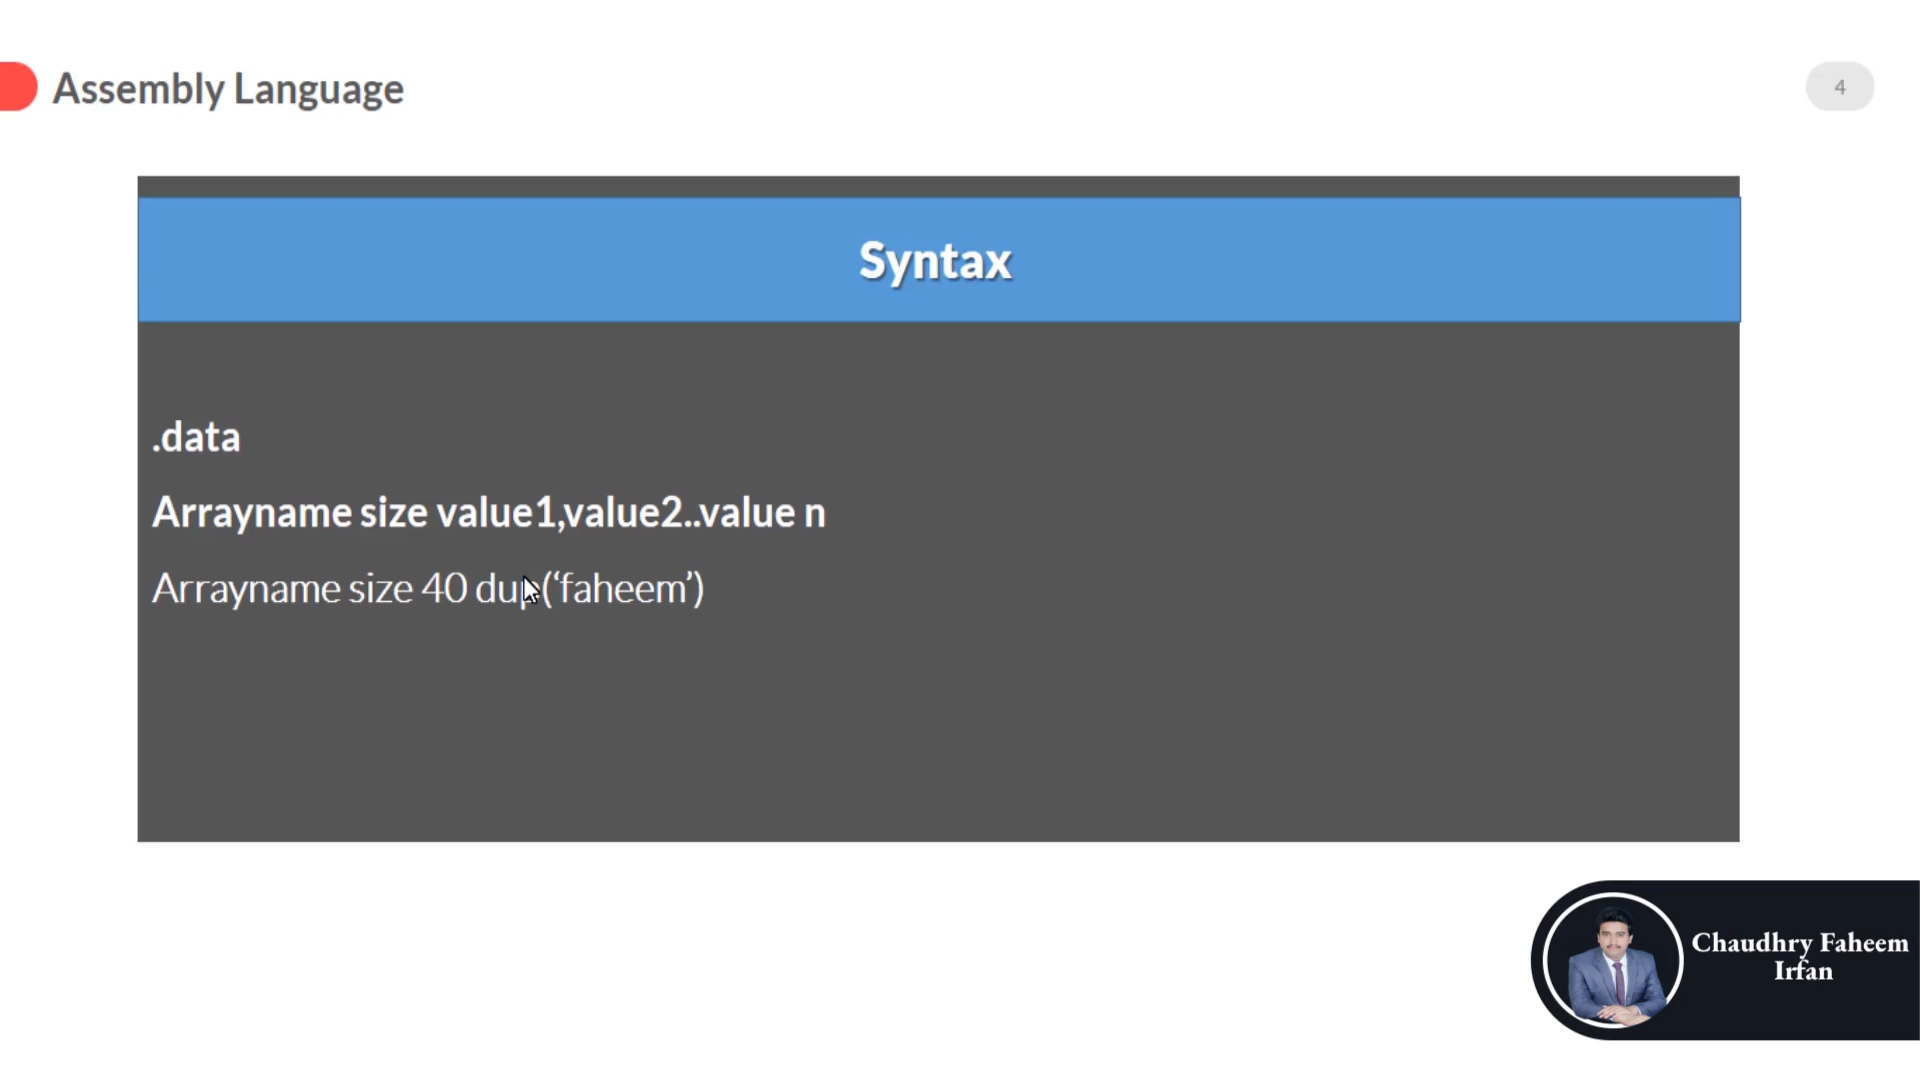 Assembly Language
4
Syntax
.data
Arrayname size value1,value2..value n
Arrayname size 40 dup(‘faheem’)
Chaudhry Faheem
Irfan